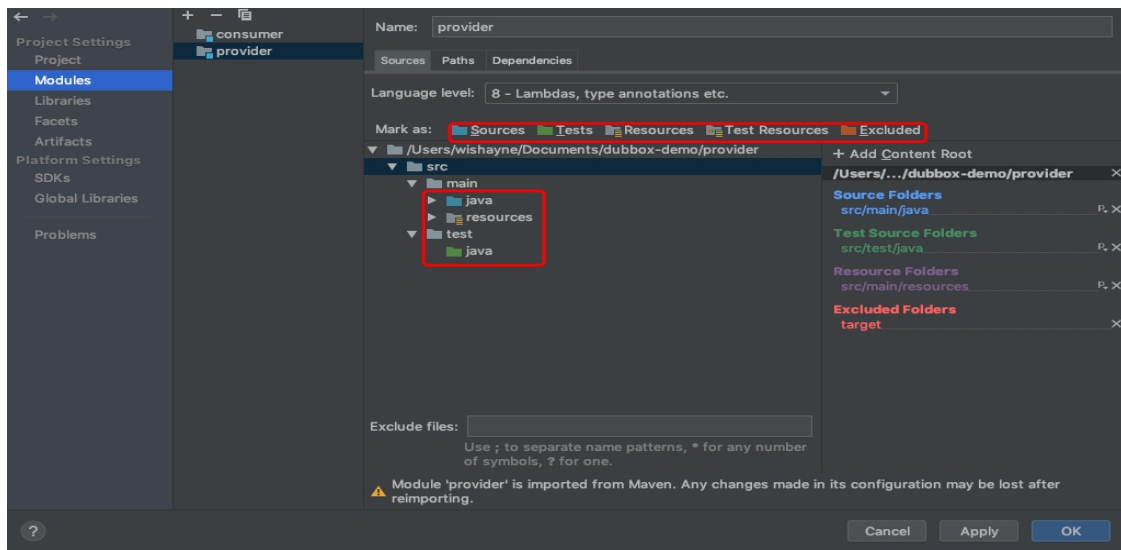 Project Settings
Project
Modules
Libraries
Facets
Artifacts
Platform Settings
SDKs
Global Libraries
Problems
consumer
provider
Name: provider
Sources Paths Dependencies
Language level: 8 - Lambdas, type annotations etc.
Mark as: Sources Tests Resources Test Resources Excluded
/Users/wishayne/Documents/dubbox-demo/provider
src
main
java
resources
test
java
+ Add Content Root
/Users/.../dubbox-demo/provider
Source Folders
src/main/java
Test Source Folders
src/test/java
Resource Folders
src/main/resources
Excluded Folders
target
Exclude files:
Use ; to separate name patterns, * for any number
of symbols, ? for one.
Module 'provider' is imported from Maven. Any changes made in its configuration may be lost after
reimporting.
?
Cancel Apply OK